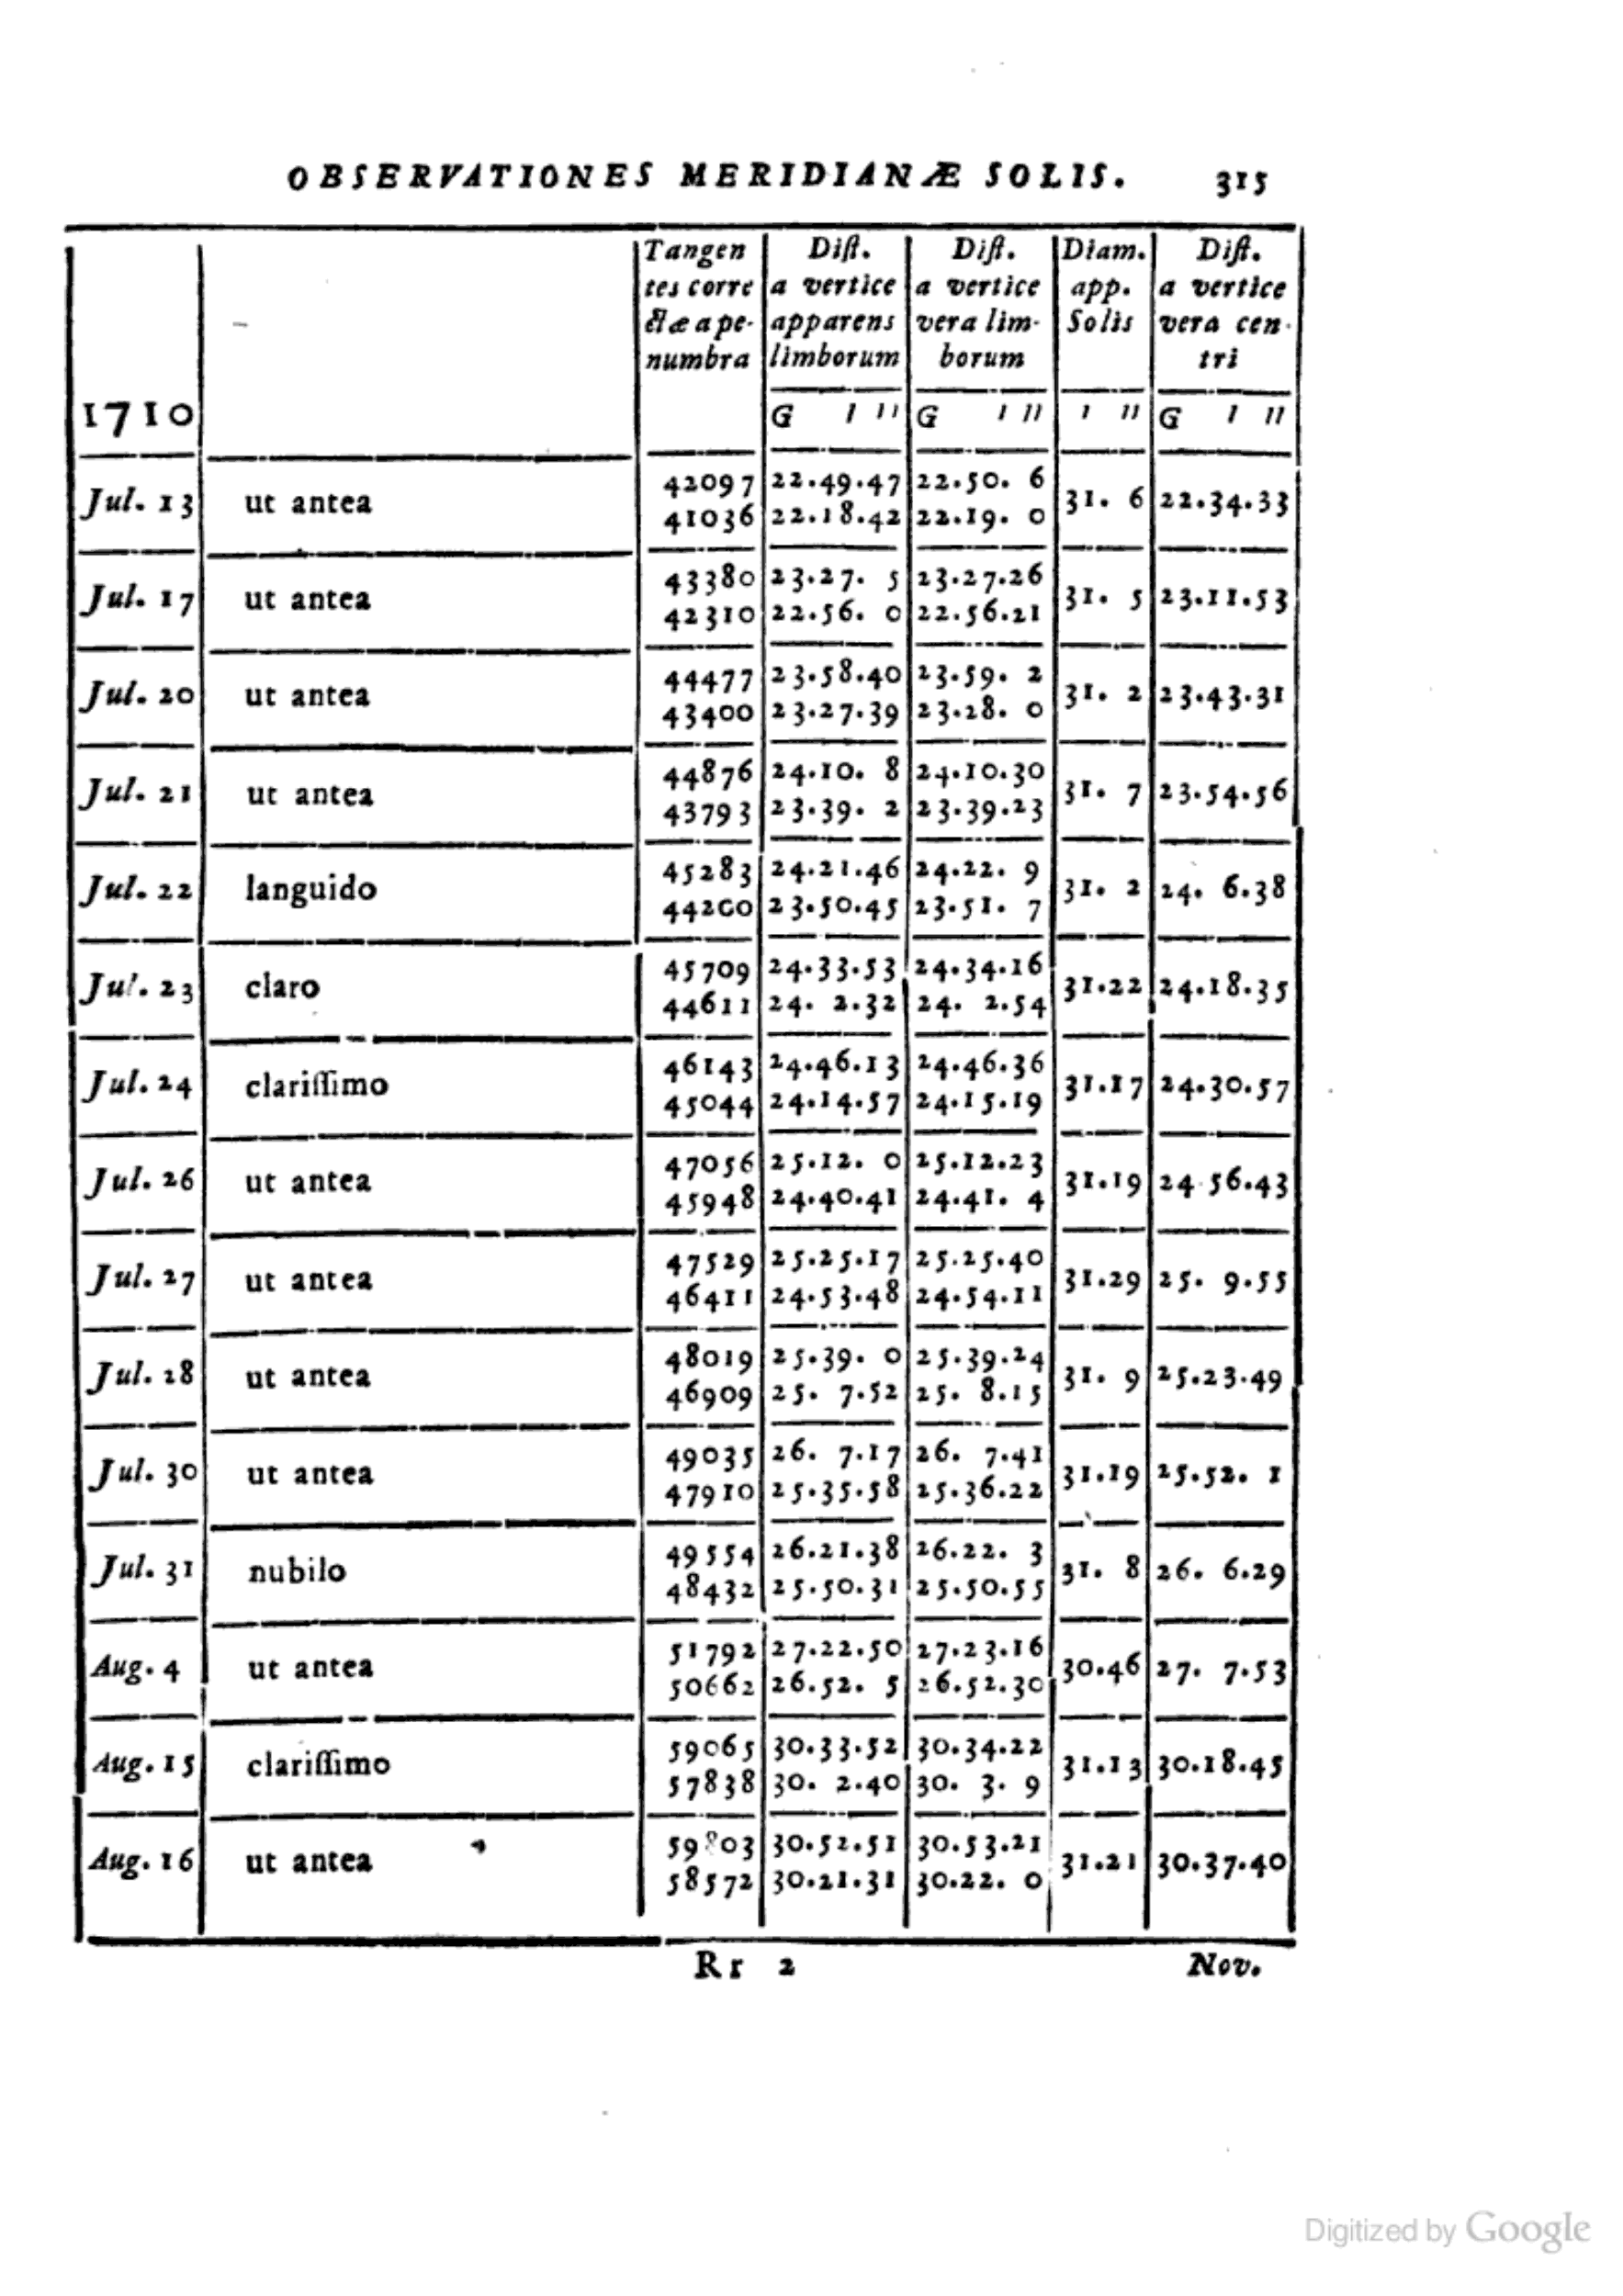 OBSERVATIONES MERIDIANÆ SOLIS. 315
Tangen Diſt. Diſt. Diam. Diſt.
tes corre a vertice a vertice app. a vertice
ctæ a pe- apparens vera lim- Solis vera cen-
numbra limborum borum tri
1710 G ' '' G ' '' ' '' G ' ''
42097 22.49.47 22.50. 6
Jul. 13 ut antea 31. 6 22.34.33
41036 22.18.42 22.19. 0
43380 23.27. 5 23.27.26
Jul. 17 ut antea 31. 5 23.11.53
42310 22.56. 0 22.56.21
44477 23.58.40 23.59. 2
Jul. 20 ut antea 31. 2 23.43.31
43400 23.27.39 23.28. 0
44876 24.10. 8 24.10.30
Jul. 21 ut antea 31. 7 23.54.56
43793 23.39. 2 23.39.23
45283 24.21.46 24.22. 9
Jul. 22 languido 31. 2 24. 6.38
44200 23.50.45 23.51. 7
45709 24.33.53 24.34.16
Jul. 23 claro 31.22 24.18.35
44611 24. 2.32 24. 2.54
46143 24.46.13 24.46.36
Jul. 24 clariſſimo 31.17 24.30.57
45044 24.14.57 24.15.19
47056 25.12. 0 25.12.23
Jul. 26 ut antea 31.19 24 56.43
45948 24.40.41 24.41. 4
47529 25.25.17 25.25.40
Jul. 27 ut antea 31.29 25. 9.55
46411 24.53.48 24.54.11
48019 25.39. 0 25.39.24
Jul. 28 ut antea 31. 9 25.23.49
46909 25. 7.52 25. 8.15
49035 26. 7.17 26. 7.41
Jul. 30 ut antea 31.19 25.52. 1
47910 25.35.58 25.36.22
49554 26.21.38 26.22. 3
Jul. 31 nubilo 31. 8 26. 6.29
48432 25.50.31 25.50.55
51792 27.22.50 27.23.16
Aug. 4 ut antea 30.46 27. 7.53
50662 26.52. 5 26.52.30
59065 30.33.52 30.34.22
Aug. 15 clariſſimo 31.13 30.18.45
57838 30. 2.40 30. 3. 9
59803 30.52.51 30.53.21
Aug. 16 ut antea 31.21 30.37.40
58572 30.21.31 30.22. 0
Rr 2 Nov.
Digitized by Google